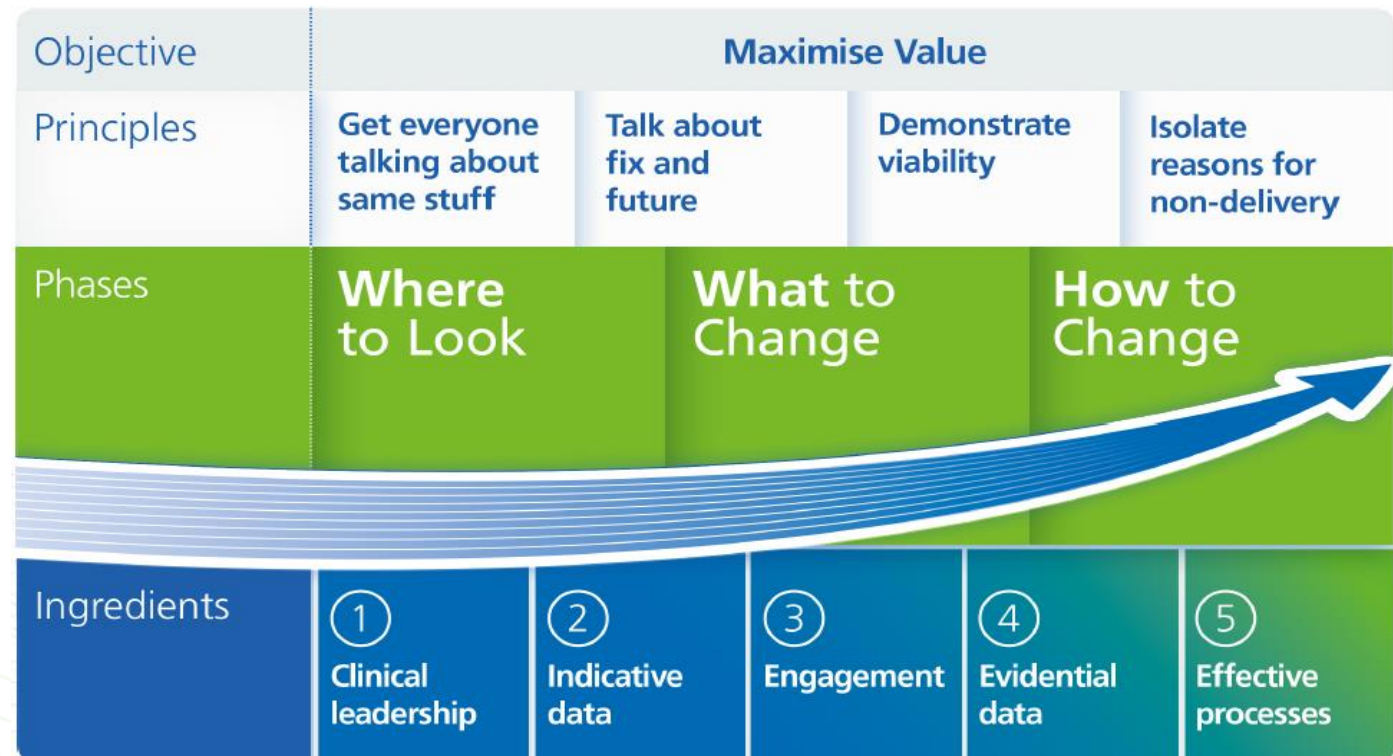 Objective
Maximise Value
Principles
Get everyone
talking about
same stuff
Talk about
fix and
future
Demonstrate
viability
Isolate
reasons for
non-delivery
Phases
Where
to Look
What to
Change
How to
Change
Ingredients
1
Clinical
leadership
2
Indicative
data
3
Engagement
4
Evidential
data
5
Effective
processes